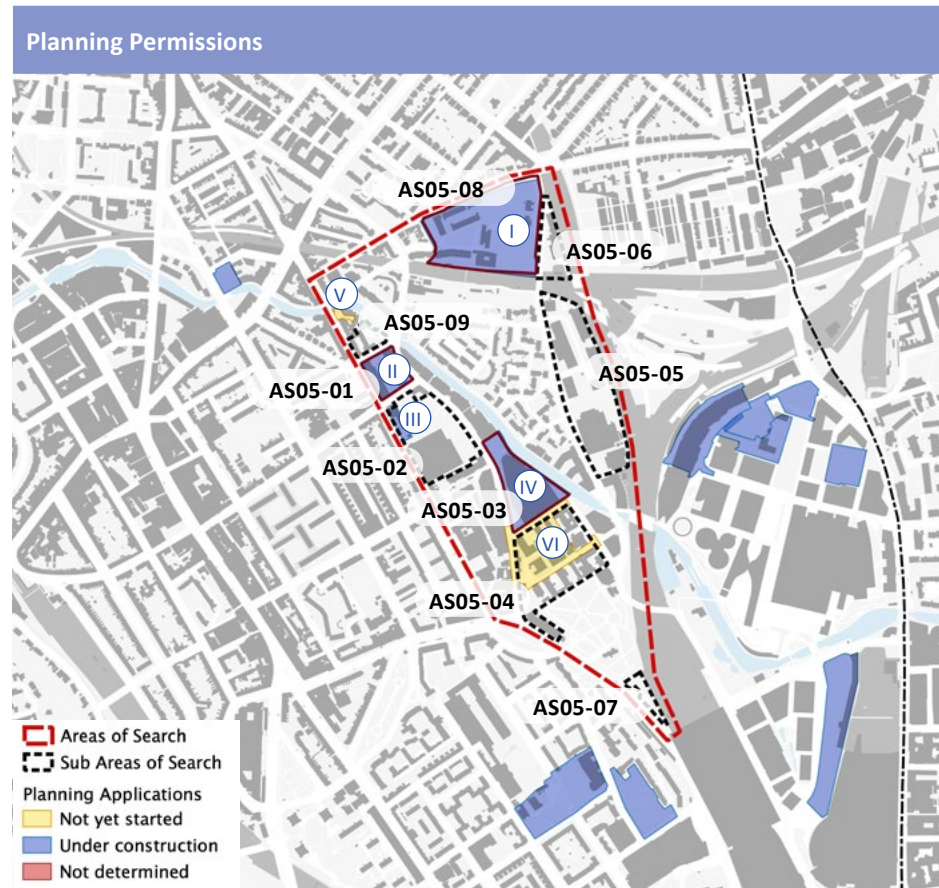 Planning Permissions
AS05-08
I
AS05-06
V
AS05-09
II
AS05-05
AS05-01
III
AS05-02
IV
AS05-03
VI
AS05-04
AS05-07
Areas of Search
Sub Areas of Search
Planning Applications
Not yet started
Under construction
Not determined